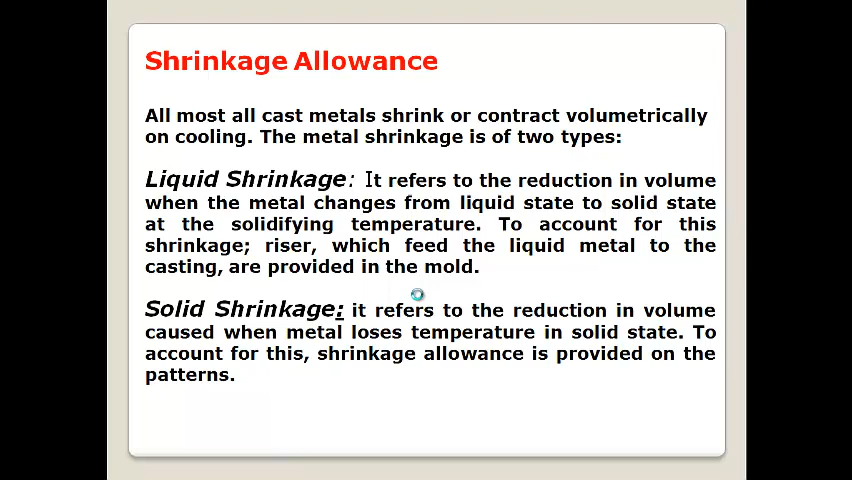 Shrinkage Allowance
All most all cast metals shrink or contract volumetrically
on cooling. The metal shrinkage is of two types:
Liquid Shrinkage: It refers to the reduction in volume
when the metal changes from liquid state to solid state
at the solidifying temperature. To account for this
shrinkage; riser, which feed the liquid metal to the
casting, are provided in the mold.
Solid Shrinkage: it refers to the reduction in volume
caused when metal loses temperature in solid state. To
account for this, shrinkage allowance is provided on the
patterns.